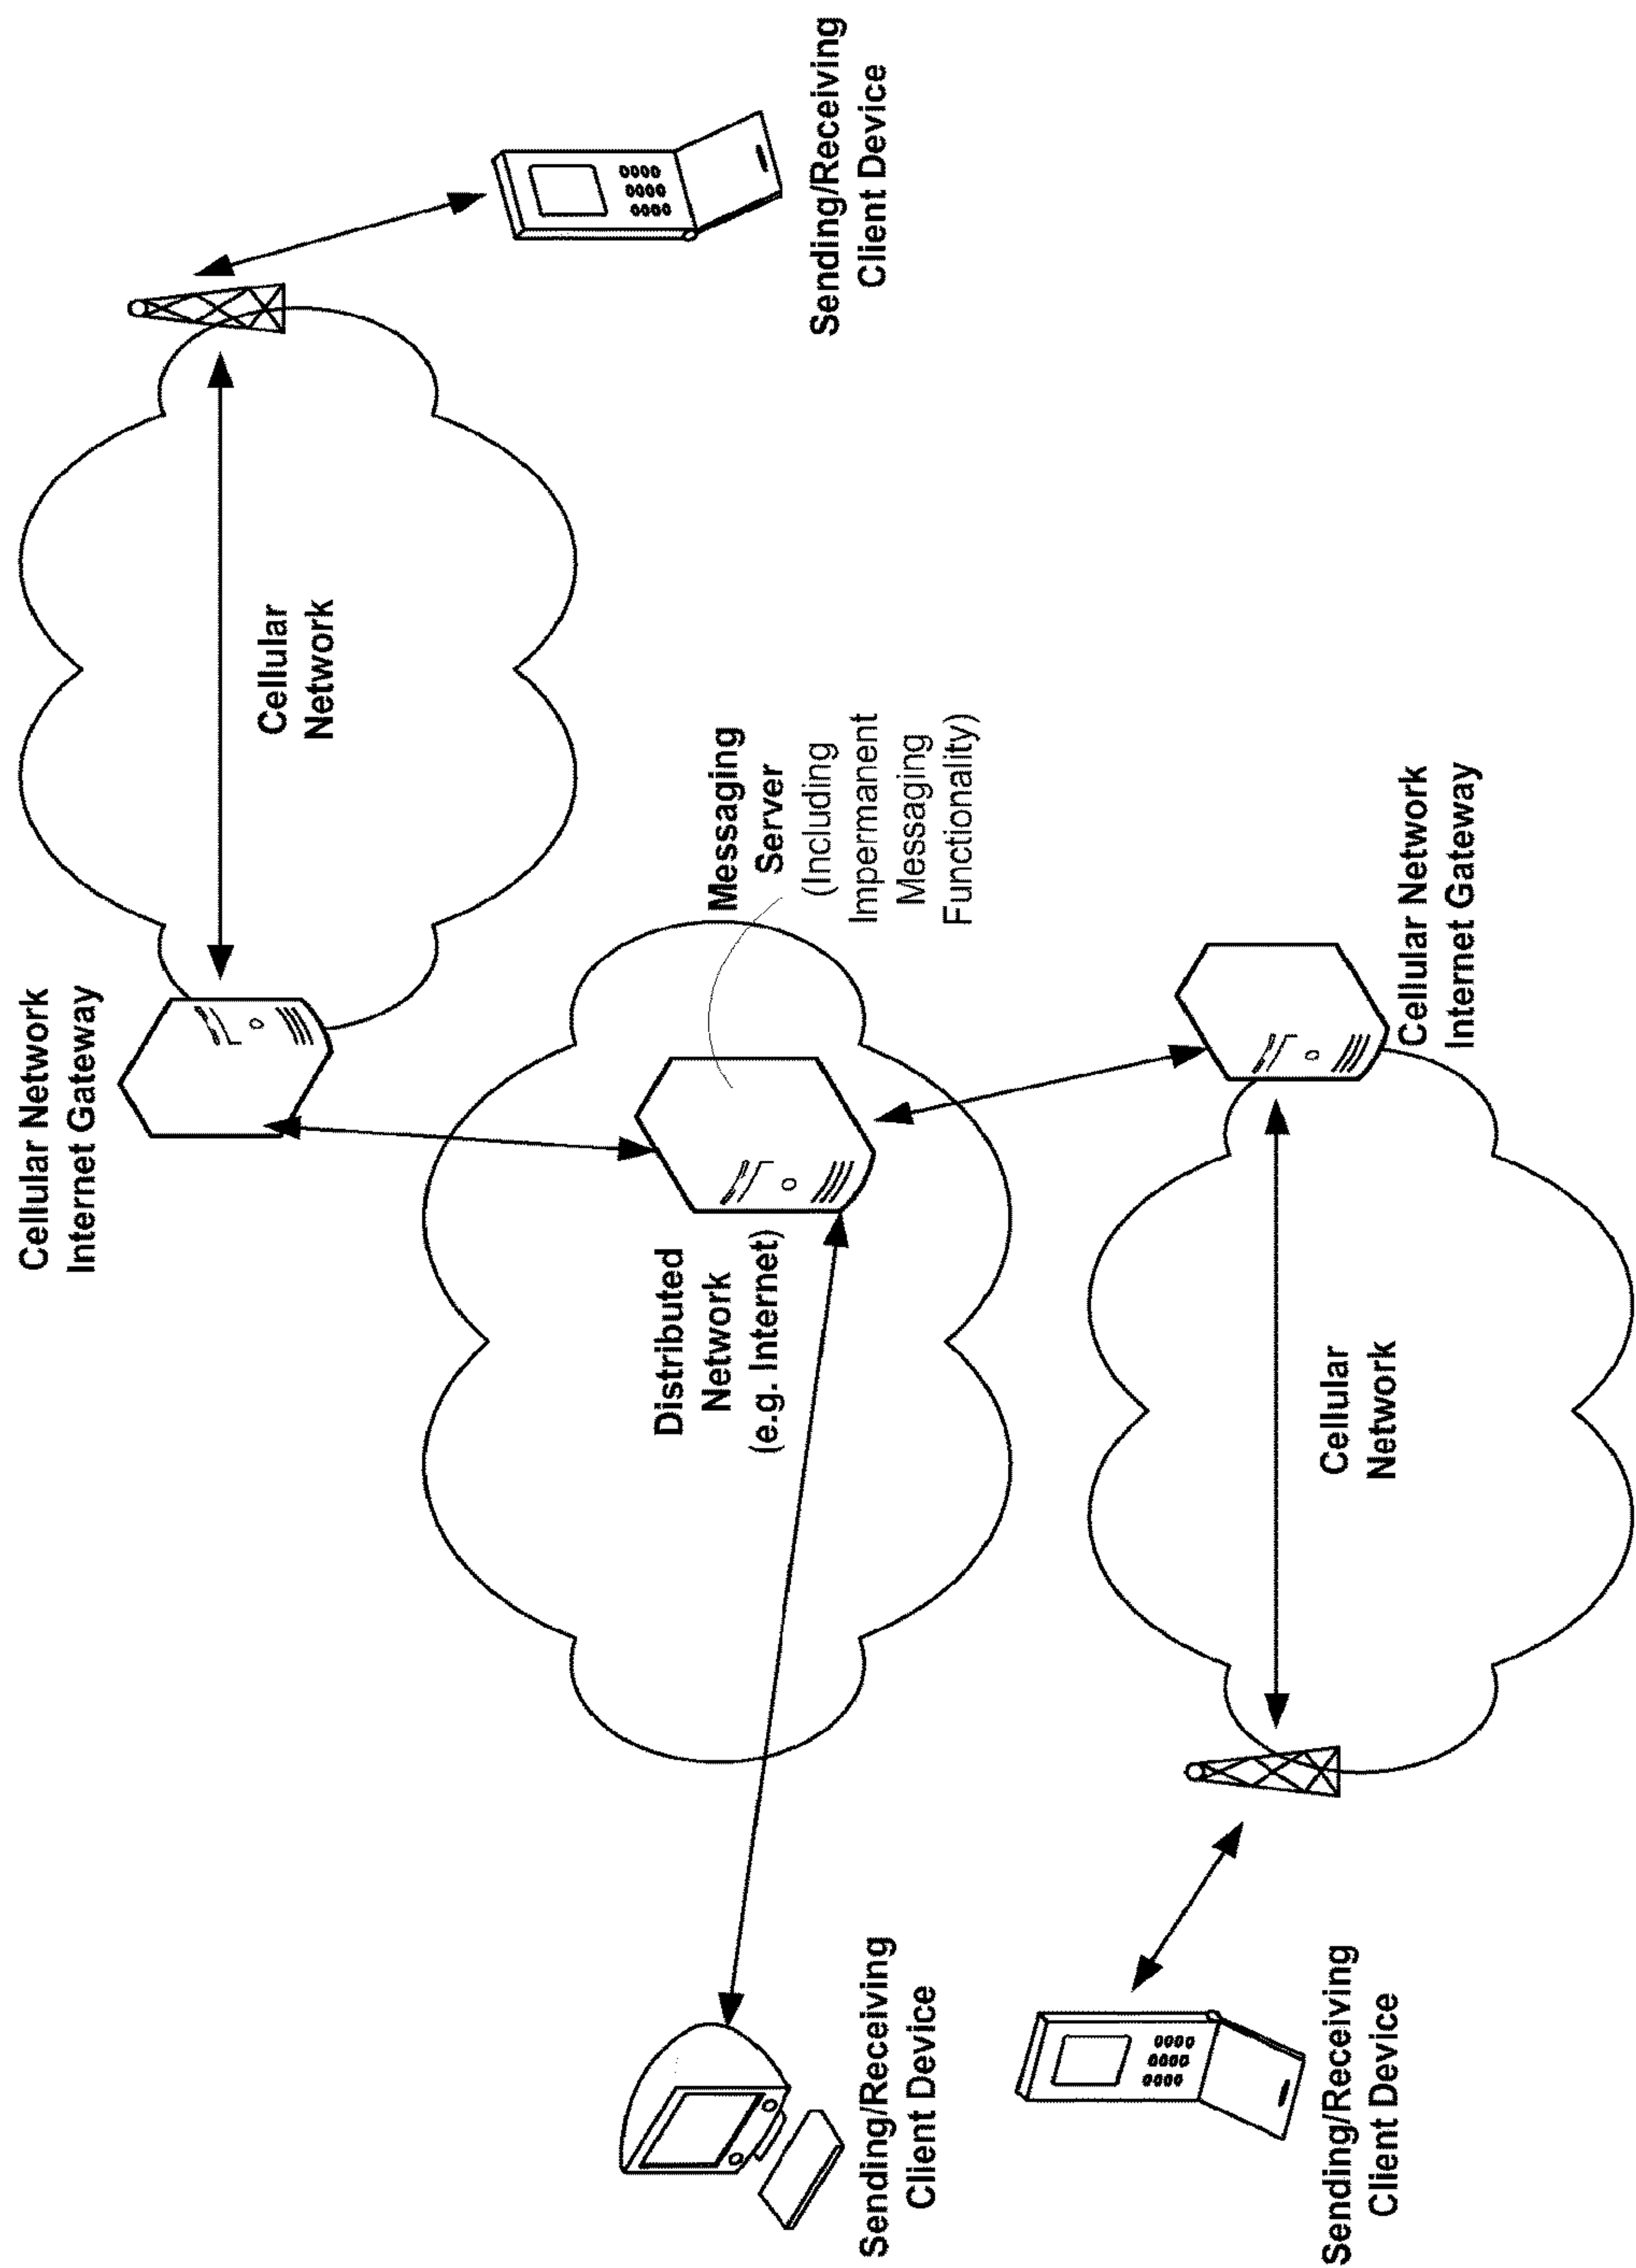 Cellular Network
Internet Gateway
Cellular
Network
Sending/Receiving
Client Device
Messaging
Server
(Including
Impermanent
Messaging
Functionality)
Distributed
Network
(e.g. Internet)
Sending/Receiving
Client Device
Cellular Network
Internet Gateway
Cellular
Network
Sending/Receiving
Client Device